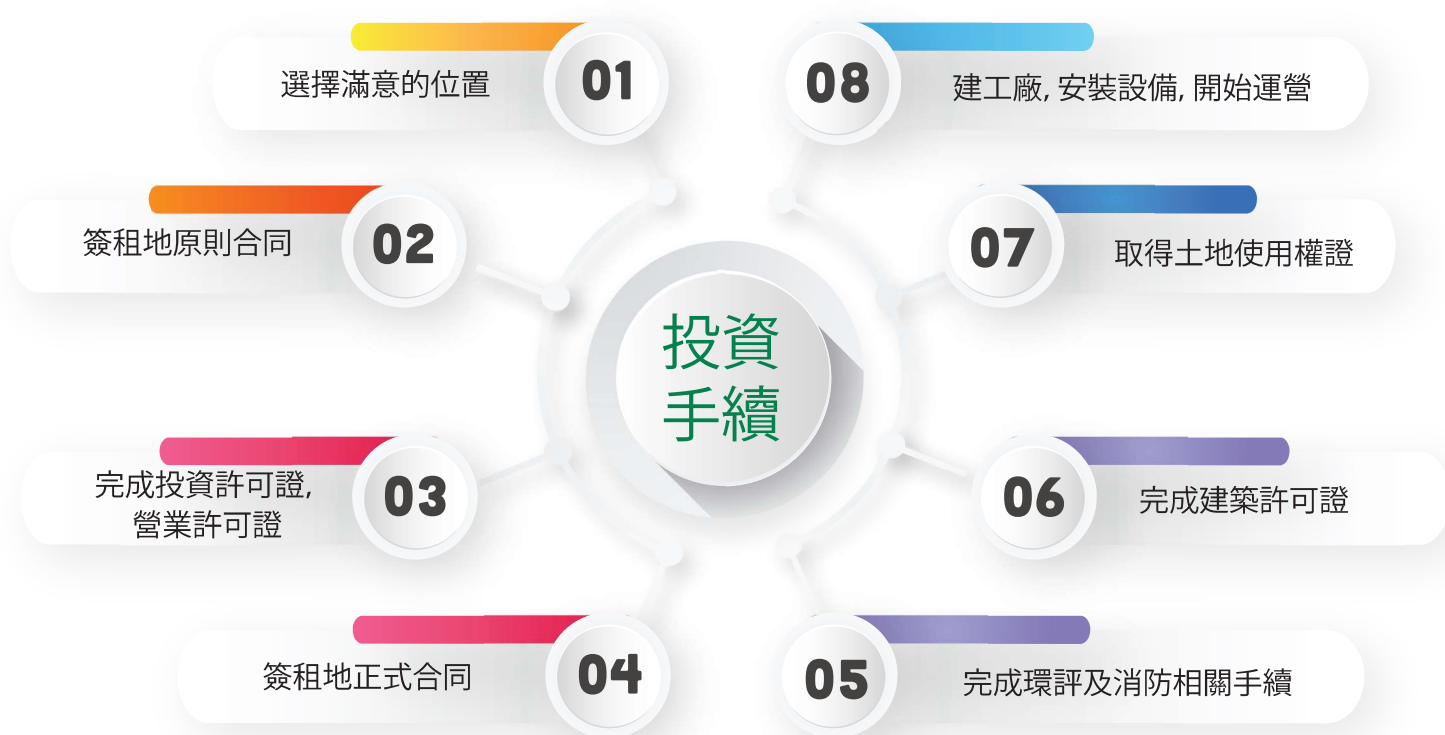 投資
手續
01
選擇滿意的位置
02
簽租地原則合同
03
完成投資許可證,
營業許可證
04
簽租地正式合同
05
完成環評及消防相關手續
06
完成建築許可證
07
取得土地使用權證
08
建工廠, 安裝設備, 開始運營